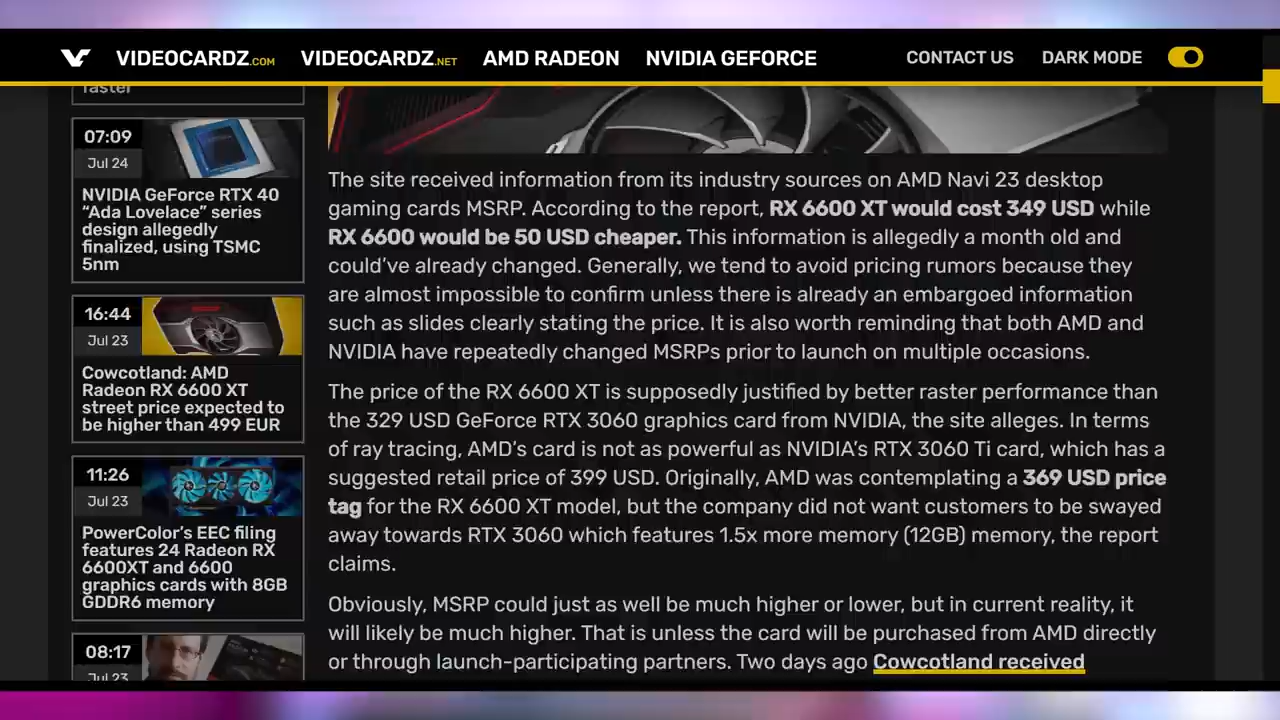 VIDEOCARDZ.COM VIDEOCARDZ.NET AMD RADEON NVIDIA GEFORCE CONTACT US DARK MODE
raster
07:09
Jul 24
NVIDIA GeForce RTX 40
“Ada Lovelace” series
design allegedly
finalized, using TSMC
5nm
16:44
Jul 23
Cowcotland: AMD
Radeon RX 6600 XT
street price expected to
be higher than 499 EUR
11:26
Jul 23
PowerColor’s EEC filing
features 24 Radeon RX
6600XT and 6600
graphics cards with 8GB
GDDR6 memory
08:17
Jul 23
The site received information from its industry sources on AMD Navi 23 desktop
gaming cards MSRP. According to the report, RX 6600 XT would cost 349 USD while
RX 6600 would be 50 USD cheaper. This information is allegedly a month old and
could’ve already changed. Generally, we tend to avoid pricing rumors because they
are almost impossible to confirm unless there is already an embargoed information
such as slides clearly stating the price. It is also worth reminding that both AMD and
NVIDIA have repeatedly changed MSRPs prior to launch on multiple occasions.
The price of the RX 6600 XT is supposedly justified by better raster performance than
the 329 USD GeForce RTX 3060 graphics card from NVIDIA, the site alleges. In terms
of ray tracing, AMD’s card is not as powerful as NVIDIA’s RTX 3060 Ti card, which has a
suggested retail price of 399 USD. Originally, AMD was contemplating a 369 USD price
tag for the RX 6600 XT model, but the company did not want customers to be swayed
away towards RTX 3060 which features 1.5x more memory (12GB) memory, the report
claims.
Obviously, MSRP could just as well be much higher or lower, but in current reality, it
will likely be much higher. That is unless the card will be purchased from AMD directly
or through launch-participating partners. Two days ago Cowcotland received